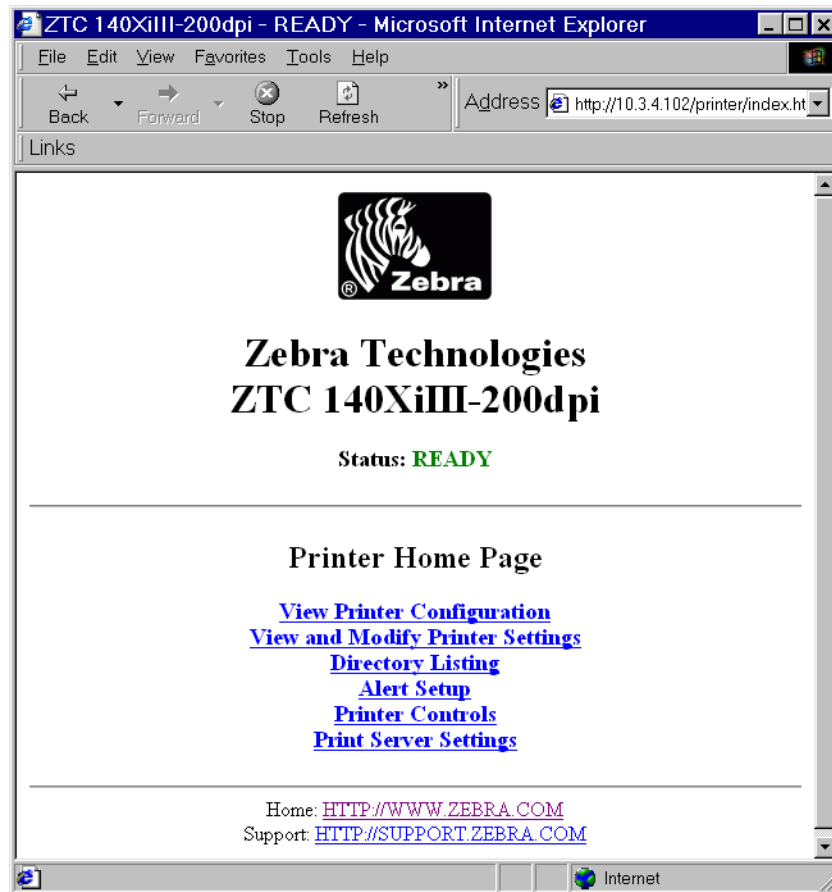 ZTC 140XiIII-200dpi - READY - Microsoft Internet Explorer
File Edit View Favorites Tools Help
Back Forward Stop Refresh » Address http://10.3.4.102/printer/index.ht
Links
® Zebra
Zebra Technologies
ZTC 140XiIII-200dpi
Status: READY
Printer Home Page
View Printer Configuration
View and Modify Printer Settings
Directory Listing
Alert Setup
Printer Controls
Print Server Settings
Home: HTTP://WWW.ZEBRA.COM
Support: HTTP://SUPPORT.ZEBRA.COM
Internet